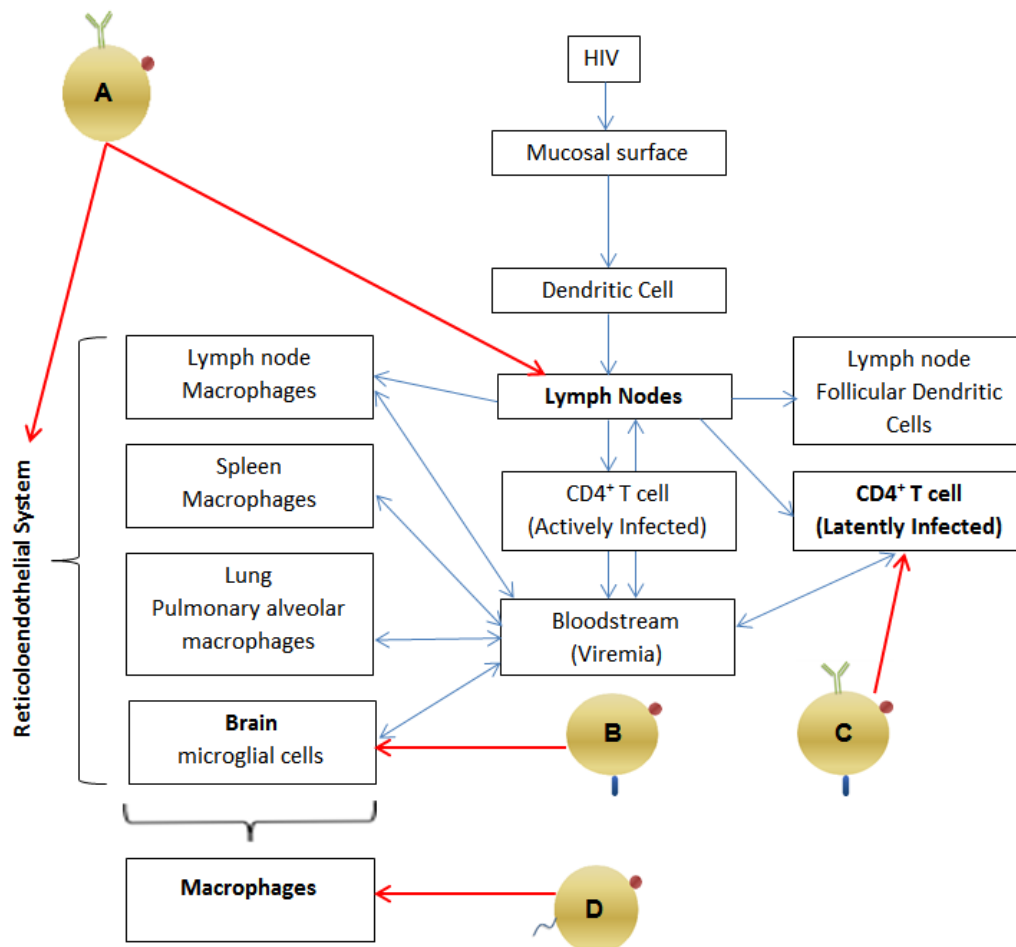 A
HIV
Mucosal surface
Dendritic Cell
Lymph node
Macrophages
Lymph Nodes
Lymph node
Follicular Dendritic
Cells
Reticoloendothelial System
Spleen
Macrophages
CD4⁺ T cell
(Actively Infected)
CD4⁺ T cell
(Latently Infected)
Lung
Pulmonary alveolar
macrophages
Bloodstream
(Viremia)
Brain
microglial cells
B
C
Macrophages
D